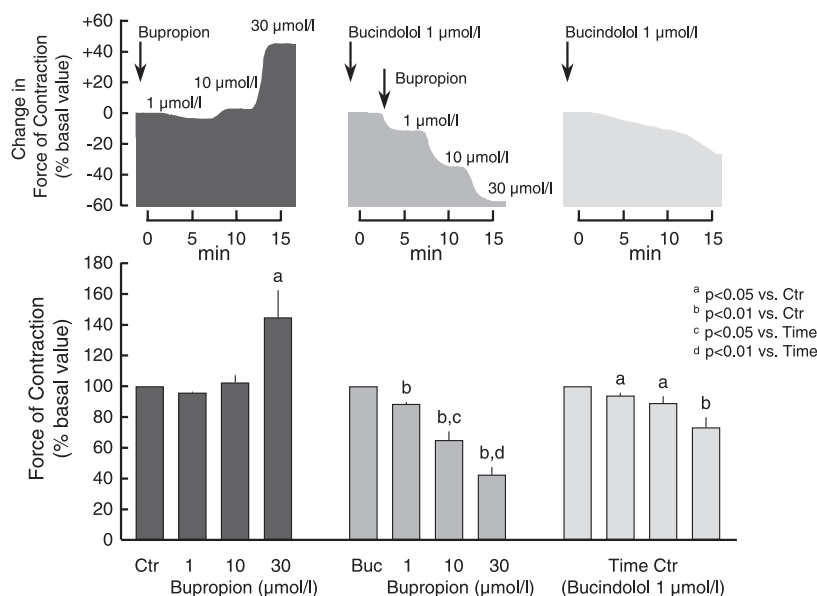 +60
+40
+20
0
-20
-40
-60
Change in
Force of Contraction
(% basal value)
Bupropion
1 µmol/l
10 µmol/l
30 µmol/l
0 5 10 15
min
Bucindolol 1 µmol/l
Bupropion
1 µmol/l
10 µmol/l
30 µmol/l
0 5 10 15
min
Bucindolol 1 µmol/l
0 5 10 15
min
180
160
140
120
100
80
60
40
20
0
Force of Contraction
(% basal value)
a
b
b,c
b,d
a
a
b
a p<0.05 vs. Ctr
b p<0.01 vs. Ctr
c p<0.05 vs. Time
d p<0.01 vs. Time
Ctr 1 10 30
Bupropion (µmol/l)
Buc 1 10 30
Bupropion (µmol/l)
Time Ctr
(Bucindolol 1 µmol/l)